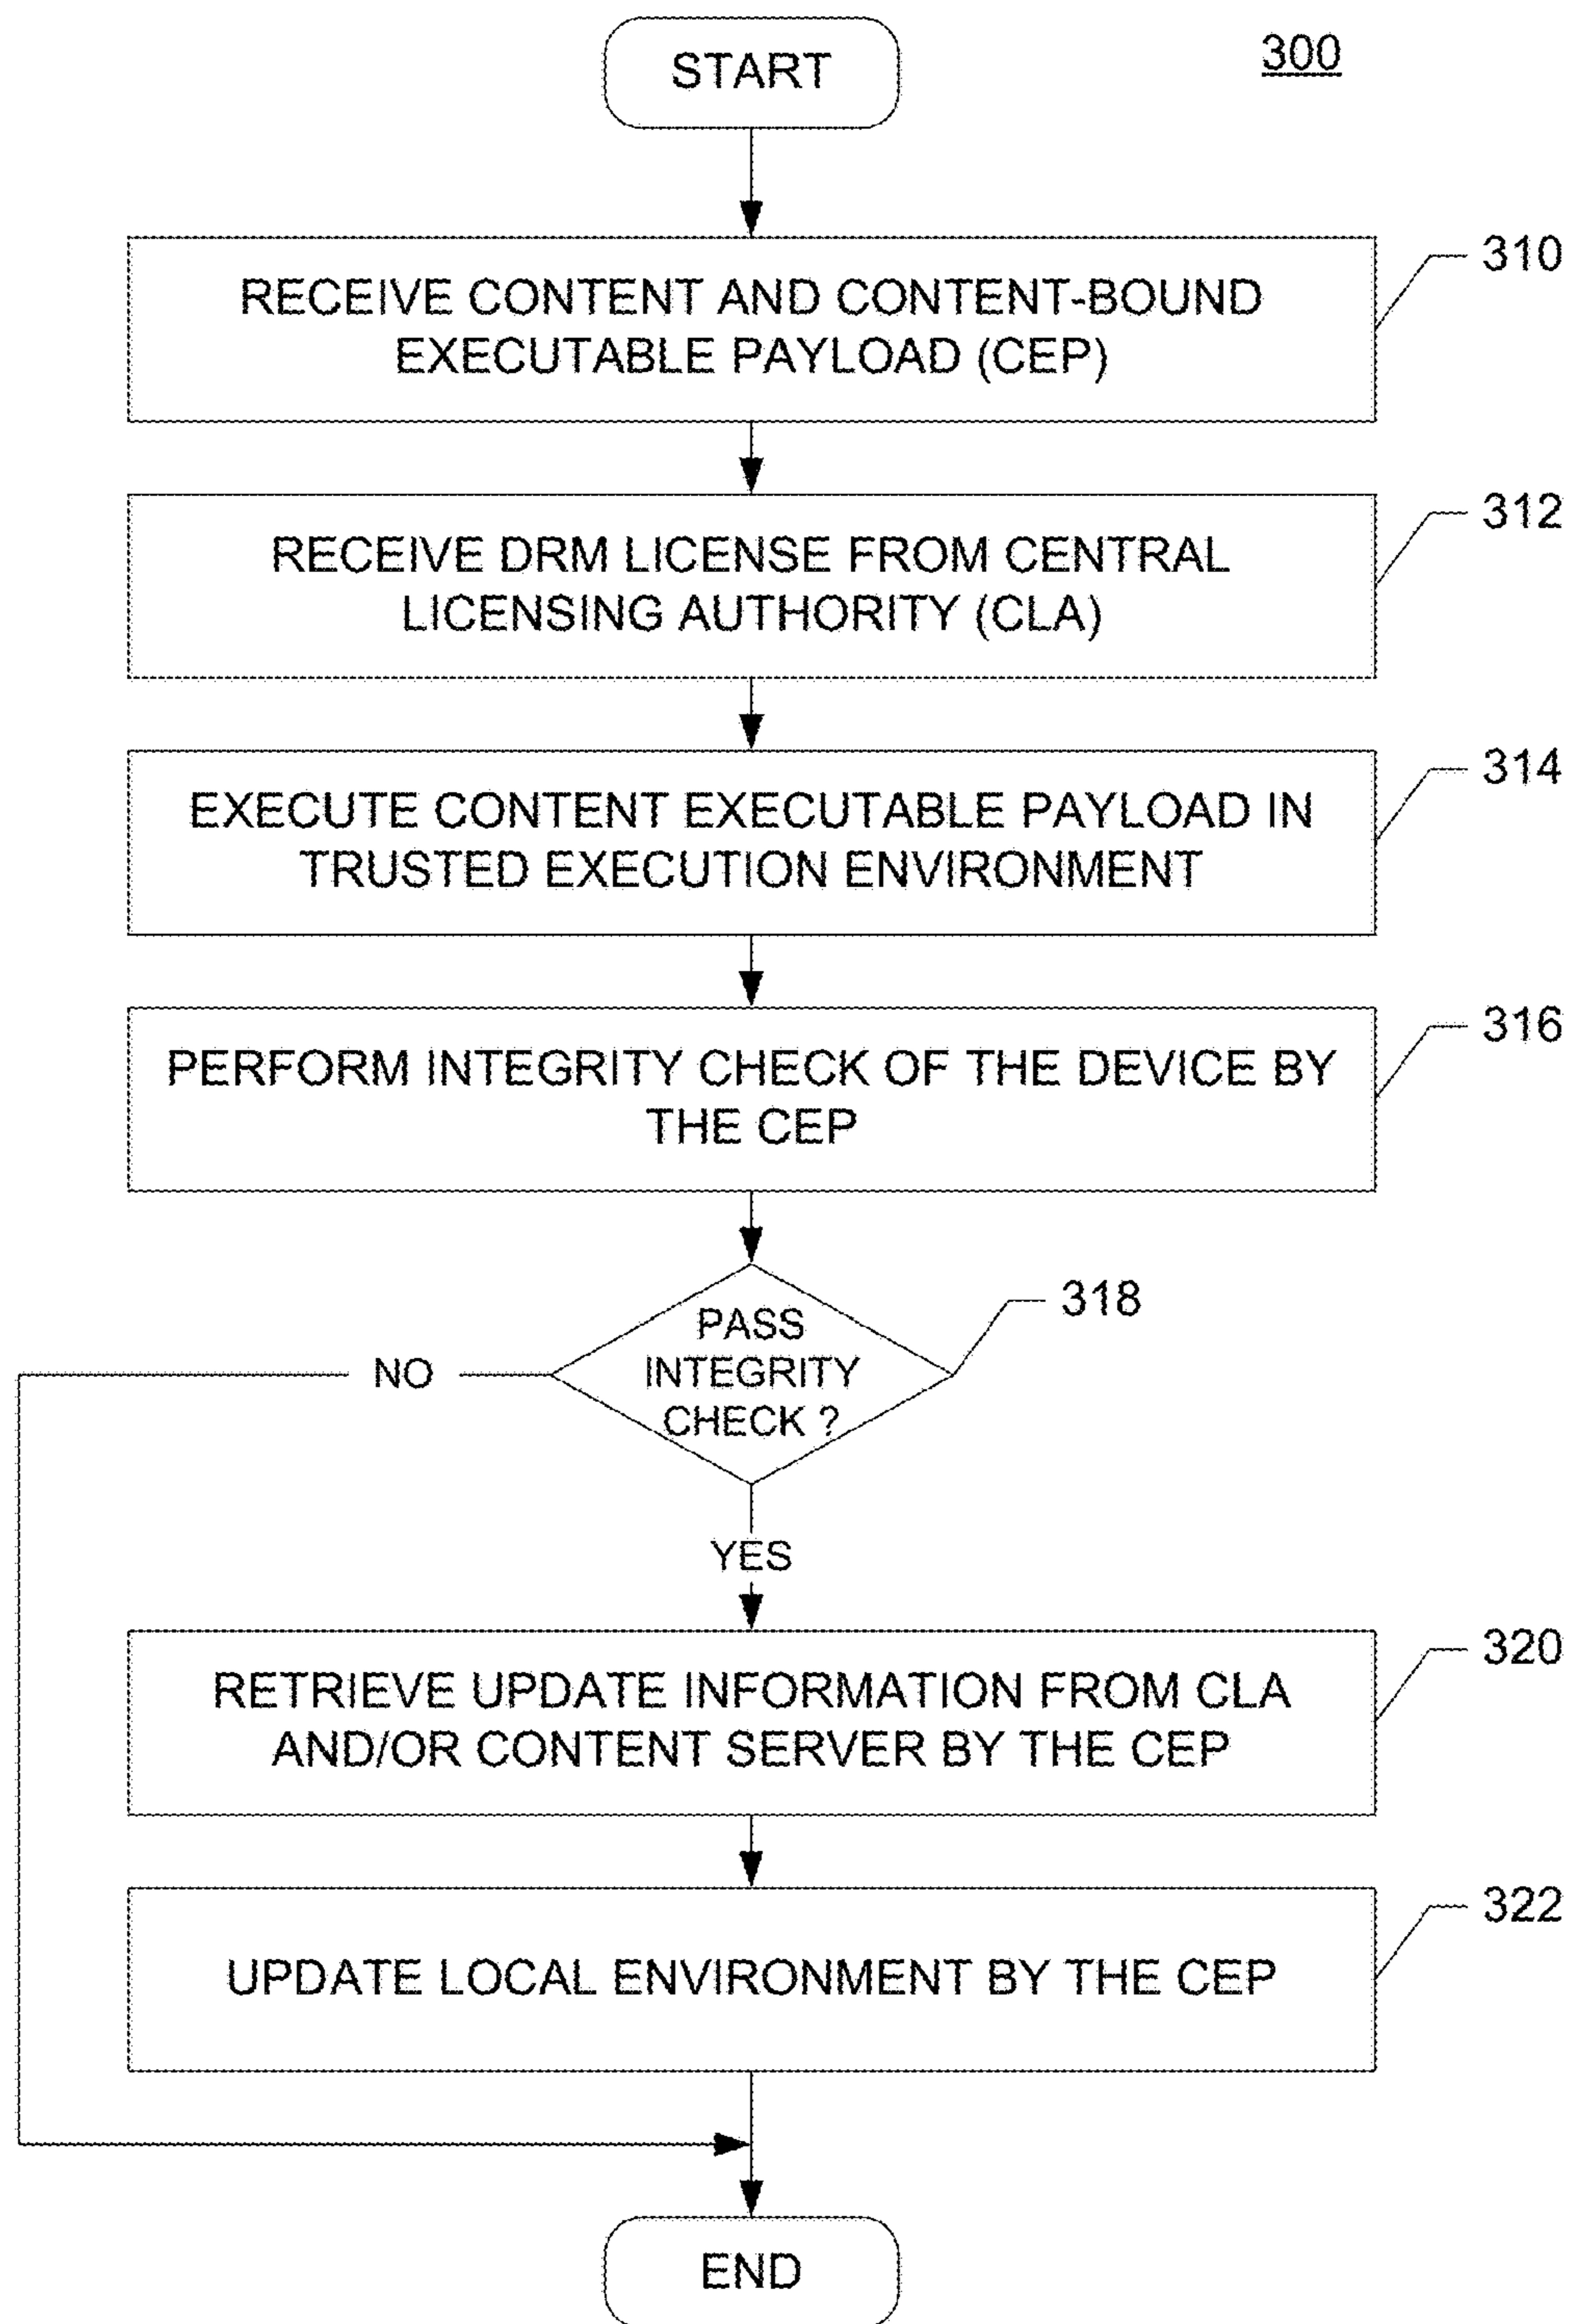 START
300
RECEIVE CONTENT AND CONTENT-BOUND
EXECUTABLE PAYLOAD (CEP)
310
RECEIVE DRM LICENSE FROM CENTRAL
LICENSING AUTHORITY (CLA)
312
EXECUTE CONTENT EXECUTABLE PAYLOAD IN
TRUSTED EXECUTION ENVIRONMENT
314
PERFORM INTEGRITY CHECK OF THE DEVICE BY
THE CEP
316
PASS
INTEGRITY
CHECK ?
318
NO
YES
RETRIEVE UPDATE INFORMATION FROM CLA
AND/OR CONTENT SERVER BY THE CEP
320
UPDATE LOCAL ENVIRONMENT BY THE CEP
322
END